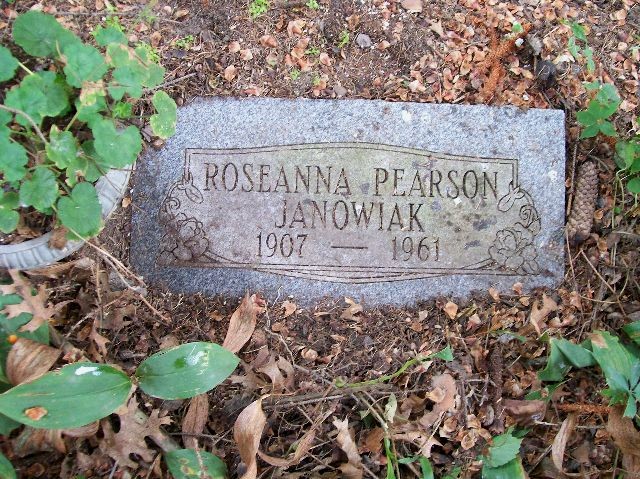 ROSEANNA PEARSON
JANOWIAK
1907 — 1961